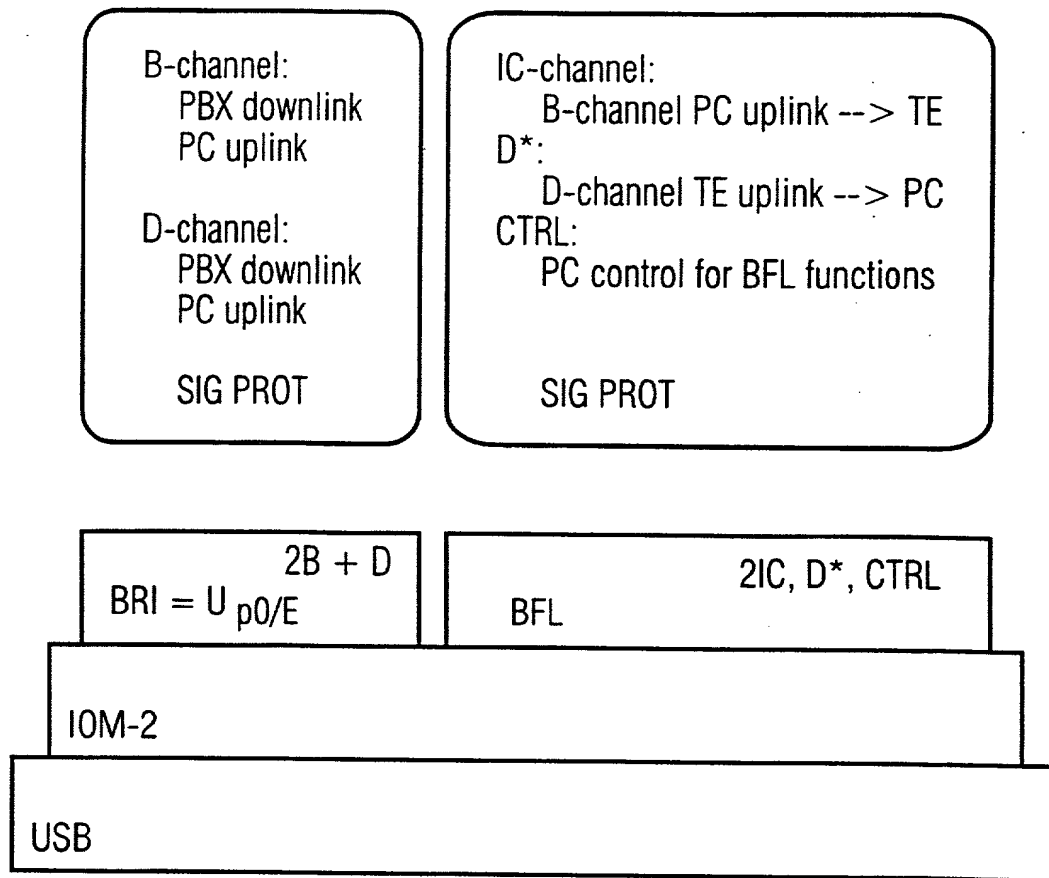 B-channel:
PBX downlink
PC uplink
D-channel:
PBX downlink
PC uplink
SIG PROT
IC-channel:
B-channel PC uplink --> TE
D*:
D-channel TE uplink --> PC
CTRL:
PC control for BFL functions
SIG PROT
2B + D
BRI = U p0/E
2IC, D*, CTRL
BFL
IOM-2
USB